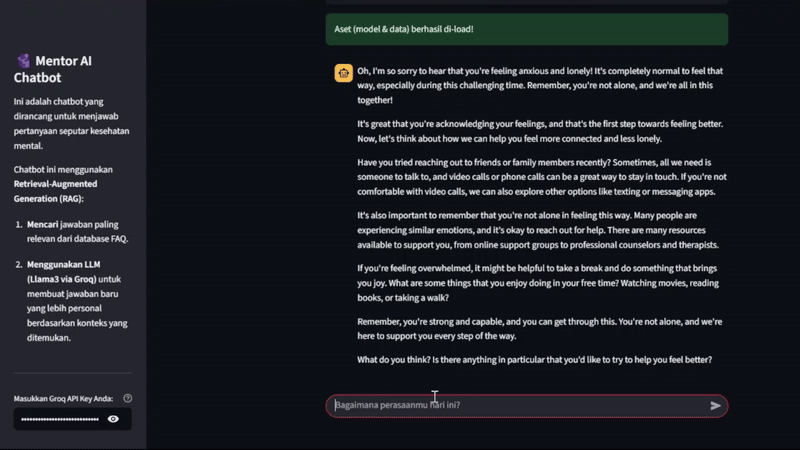 Mentor AI
Chatbot
Ini adalah chatbot yang
dirancang untuk menjawab
pertanyaan seputar kesehatan
mental.
Chatbot ini menggunakan
Retrieval-Augmented
Generation (RAG):
1. Mencari jawaban paling
relevan dari database FAQ.
2. Menggunakan LLM
(Llama3 via Groq) untuk
membuat jawaban baru
yang lebih personal
berdasarkan konteks yang
ditemukan.
Masukkan Groq API Key Anda:
Aset (model & data) berhasil di-load!
Oh, I'm so sorry to hear that you're feeling anxious and lonely! It's completely normal to feel that
way, especially during this challenging time. Remember, you're not alone, and we're all in this
together!
It's great that you're acknowledging your feelings, and that's the first step towards feeling better.
Now, let's think about how we can help you feel more connected and less lonely.
Have you tried reaching out to friends or family members recently? Sometimes, all we need is
someone to talk to, and video calls or phone calls can be a great way to stay in touch. If you're not
comfortable with video calls, we can also explore other options like texting or messaging apps.
It's also important to remember that you're not alone in feeling this way. Many people are
experiencing similar emotions, and it's okay to reach out for help. There are many resources
available to support you, from online support groups to professional counselors and therapists.
If you're feeling overwhelmed, it might be helpful to take a break and do something that brings
you joy. What are some things that you enjoy doing in your free time? Watching movies, reading
books, or taking a walk?
Remember, you're strong and capable, and you can get through this. You're not alone, and we're
here to support you every step of the way.
What do you think? Is there anything in particular that you'd like to try to help you feel better?
Bagaimana perasaanmu hari ini?